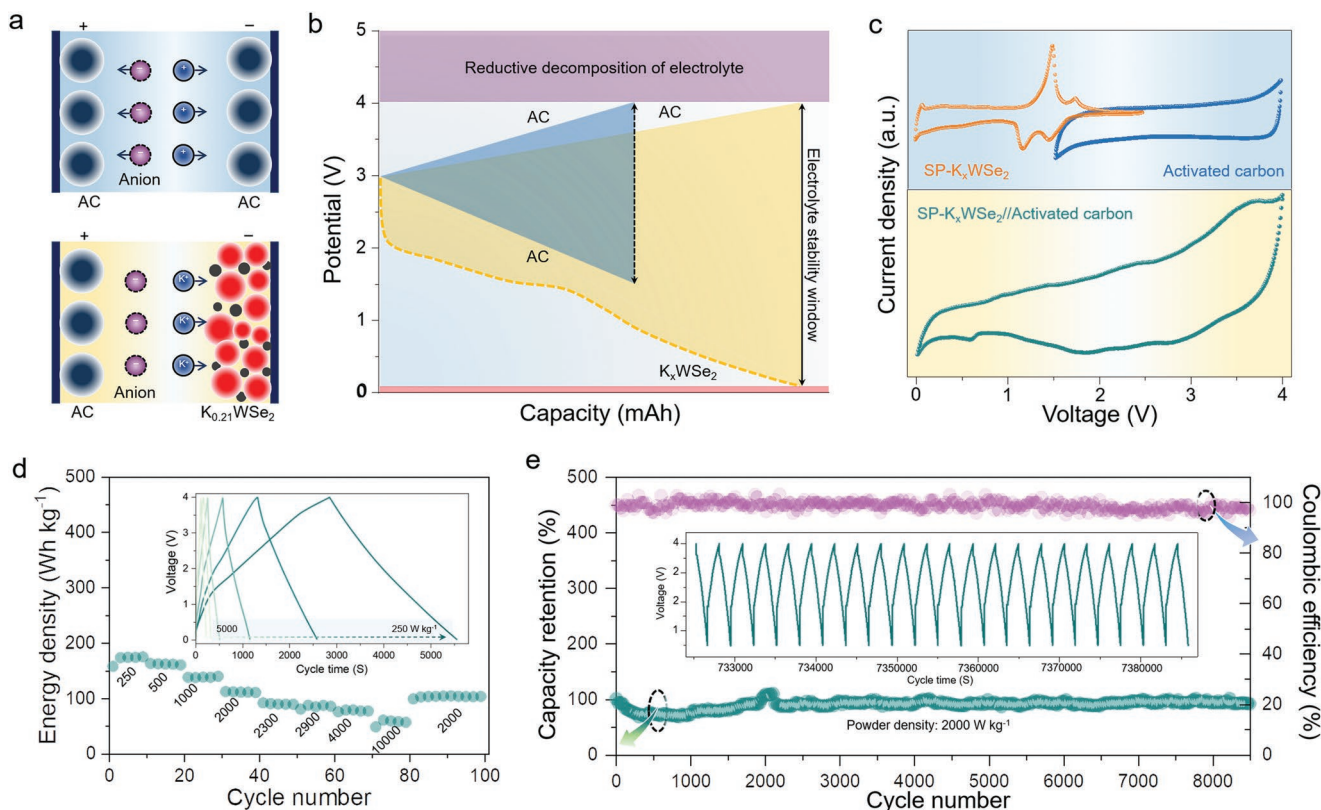 a
+ −
− +
− +
− +
Anion
AC AC
+ −
− K+
− K+
− K+
Anion
AC K0.21WSe2
b
Potential (V)
5
4
3
2
1
0
Reductive decomposition of electrolyte
AC AC
AC
KxWSe2
Electrolyte stability window
Capacity (mAh)
c
Current density (a.u.)
SP-KxWSe2 Activated carbon
SP-KxWSe2//Activated carbon
0 1 2 3 4
Voltage (V)
d
Energy density (Wh kg-1)
500
400
300
200
100
0
Voltage (V)
4
3
2
1
0
5000 250 W kg-1
0 1000 2000 3000 4000 5000
Cycle time (S)
250 500 1000 2000 2300 2900 4000 10000 2000
0 20 40 60 80 100
Cycle number
e
Capacity retention (%)
500
400
300
200
100
0
Voltage (V)
4
2
2
1
7330000 7340000 7350000 7360000 7370000 7380000
Cycle time (S)
Powder density: 2000 W kg-1
100
80
60
40
20
0
Coulombic efficiency (%)
0 1000 2000 3000 4000 5000 6000 7000 8000
Cycle number